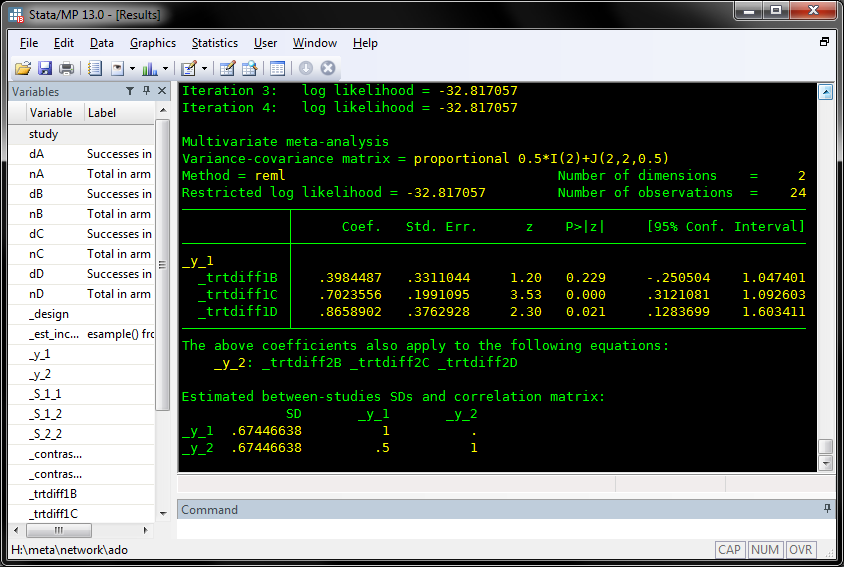 Stata/MP 13.0 - [Results]
File Edit Data Graphics Statistics User Window Help
Variables
Variable Label
study
dA Successes in
nA Total in arm
dB Successes in
nB Total in arm
dC Successes in
nC Total in arm
dD Successes in
nD Total in arm
_design
_est_inc... esample() fro
_y_1
_y_2
_S_1_1
_S_1_2
_S_2_2
_contras...
_contras...
_trtdiff1B
_trtdiff1C
Iteration 3: log likelihood = -32.817057
Iteration 4: log likelihood = -32.817057
Multivariate meta-analysis
Variance-covariance matrix = proportional 0.5*I(2)+J(2,2,0.5)
Method = reml Number of dimensions = 2
Restricted log likelihood = -32.817057 Number of observations = 24
Coef. Std. Err. z P>|z| [95% Conf. Interval]
_y_1
_trtdiff1B .3984487 .3311044 1.20 0.229 -.250504 1.047401
_trtdiff1C .7023556 .1991095 3.53 0.000 .3121081 1.092603
_trtdiff1D .8658902 .3762928 2.30 0.021 .1283699 1.603411
The above coefficients also apply to the following equations:
_y_2: _trtdiff2B _trtdiff2C _trtdiff2D
Estimated between-studies SDs and correlation matrix:
SD _y_1 _y_2
_y_1 .67446638 1 .
_y_2 .67446638 .5 1
Command
H:\meta\network\ado
CAP NUM OVR